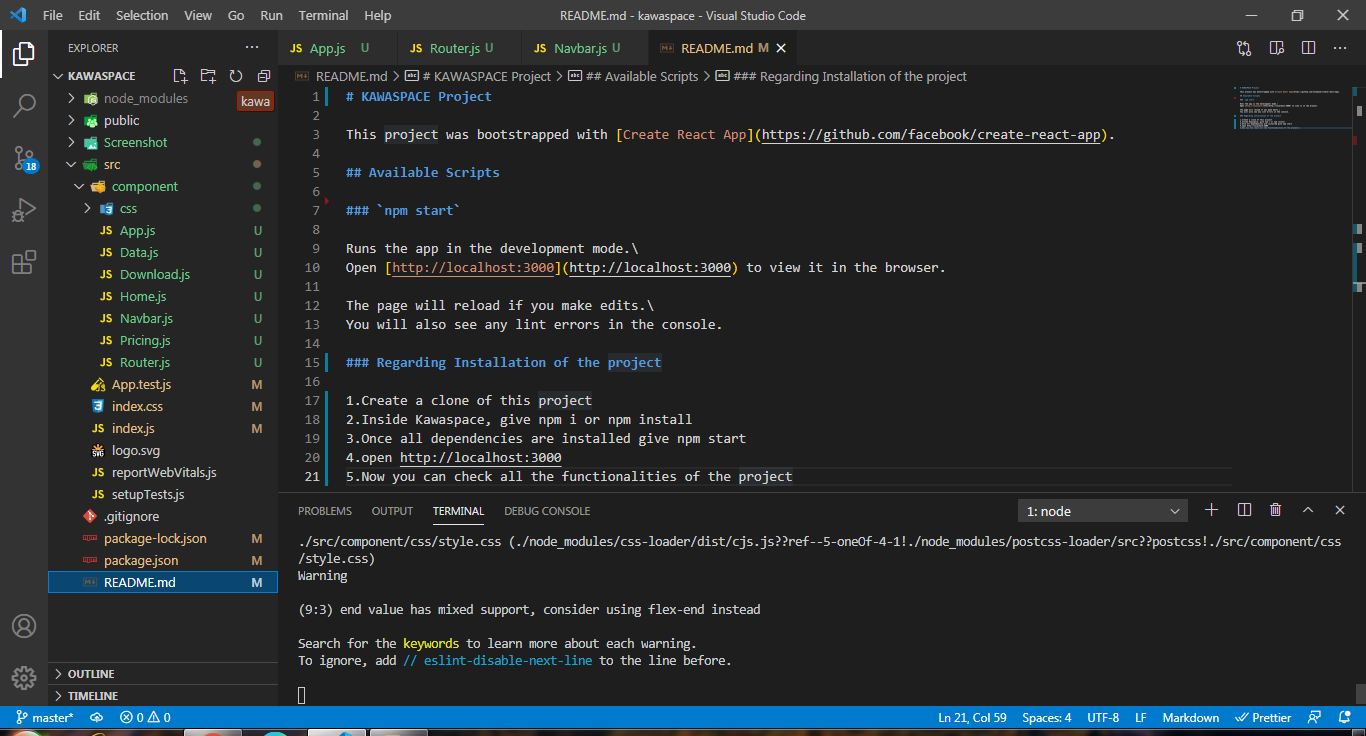 File Edit Selection View Go Run Terminal Help README.md - kawaspace - Visual Studio Code
EXPLORER
KAWASPACE
node_modules
kawa
public
Screenshot
src
component
css
JS App.js U
JS Data.js U
JS Download.js U
JS Home.js U
JS Navbar.js U
JS Pricing.js U
JS Router.js U
App.test.js M
index.css M
JS index.js M
logo.svg
JS reportWebVitals.js
JS setupTests.js
.gitignore
package-lock.json M
package.json M
README.md M
OUTLINE
TIMELINE
18
JS App.js U JS Router.js U JS Navbar.js U README.md M
README.md > # KAWASPACE Project > ## Available Scripts > ### Regarding Installation of the project
1 # KAWASPACE Project
2
3 This project was bootstrapped with [Create React App](https://github.com/facebook/create-react-app).
4
5 ## Available Scripts
6
7 ### `npm start`
8
9 Runs the app in the development mode.\
10 Open [http://localhost:3000](http://localhost:3000) to view it in the browser.
11
12 The page will reload if you make edits.\
13 You will also see any lint errors in the console.
14
15 ### Regarding Installation of the project
16
17 1.Create a clone of this project
18 2.Inside Kawaspace, give npm i or npm install
19 3.Once all dependencies are installed give npm start
20 4.open http://localhost:3000
21 5.Now you can check all the functionalities of the project
PROBLEMS OUTPUT TERMINAL DEBUG CONSOLE 1: node
./src/component/css/style.css (./node_modules/css-loader/dist/cjs.js??ref--5-oneOf-4-1!./node_modules/postcss-loader/src??postcss!./src/component/css
/style.css)
Warning
(9:3) end value has mixed support, consider using flex-end instead
Search for the keywords to learn more about each warning.
To ignore, add // eslint-disable-next-line to the line before.
master* 0 0 Ln 21, Col 59 Spaces: 4 UTF-8 LF Markdown Prettier